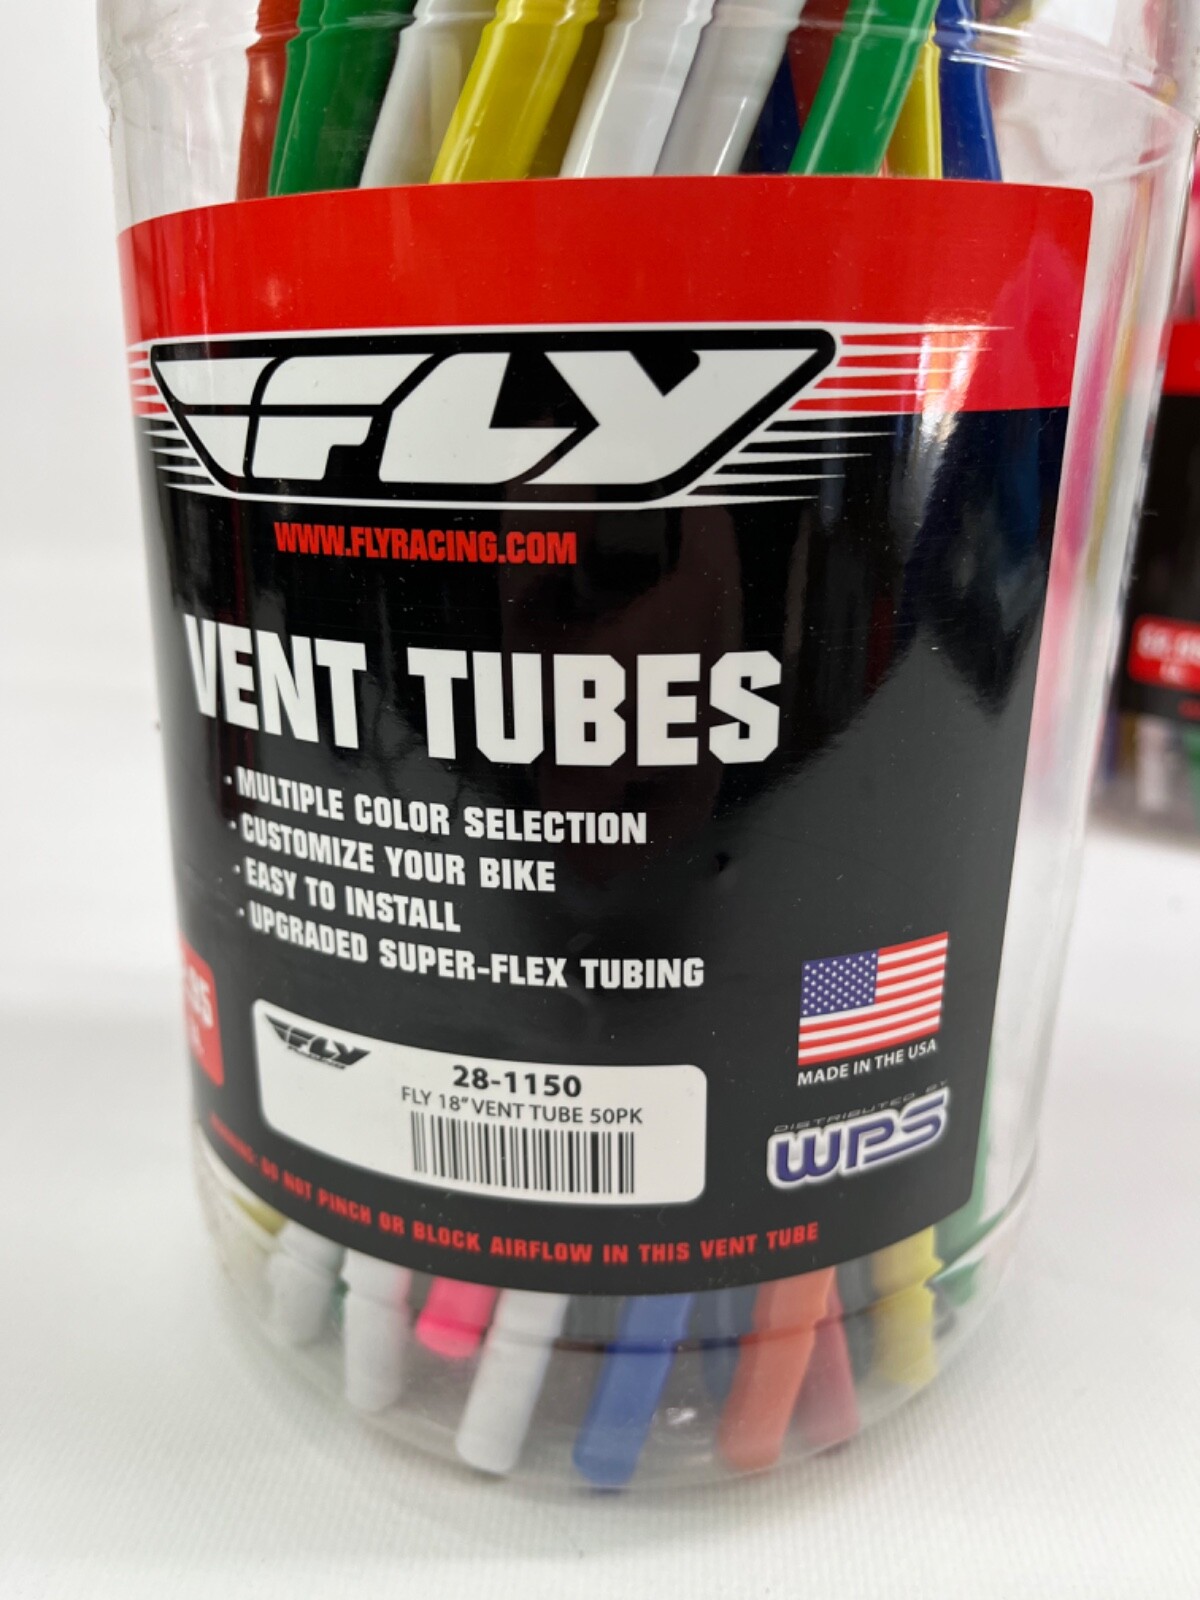 FLY
WWW.FLYRACING.COM
VENT TUBES
· MULTIPLE COLOR SELECTION
· CUSTOMIZE YOUR BIKE
· EASY TO INSTALL
· UPGRADED SUPER-FLEX TUBING
FLY
28-1150
FLY 18" VENT TUBE 50PK
MADE IN THE USA
DISTRIBUTED BY
WPS
DO NOT PINCH OR BLOCK AIRFLOW IN THIS VENT TUBE